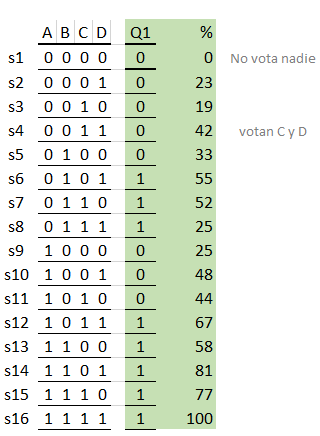 A B C D Q1 %
s1 0 0 0 0 0 0 No vota nadie
s2 0 0 0 1 0 23
s3 0 0 1 0 0 19
s4 0 0 1 1 0 42 votan C y D
s5 0 1 0 0 0 33
s6 0 1 0 1 1 55
s7 0 1 1 0 1 52
s8 0 1 1 1 1 25
s9 1 0 0 0 0 25
s10 1 0 0 1 0 48
s11 1 0 1 0 0 44
s12 1 0 1 1 1 67
s13 1 1 0 0 1 58
s14 1 1 0 1 1 81
s15 1 1 1 0 1 77
s16 1 1 1 1 1 100